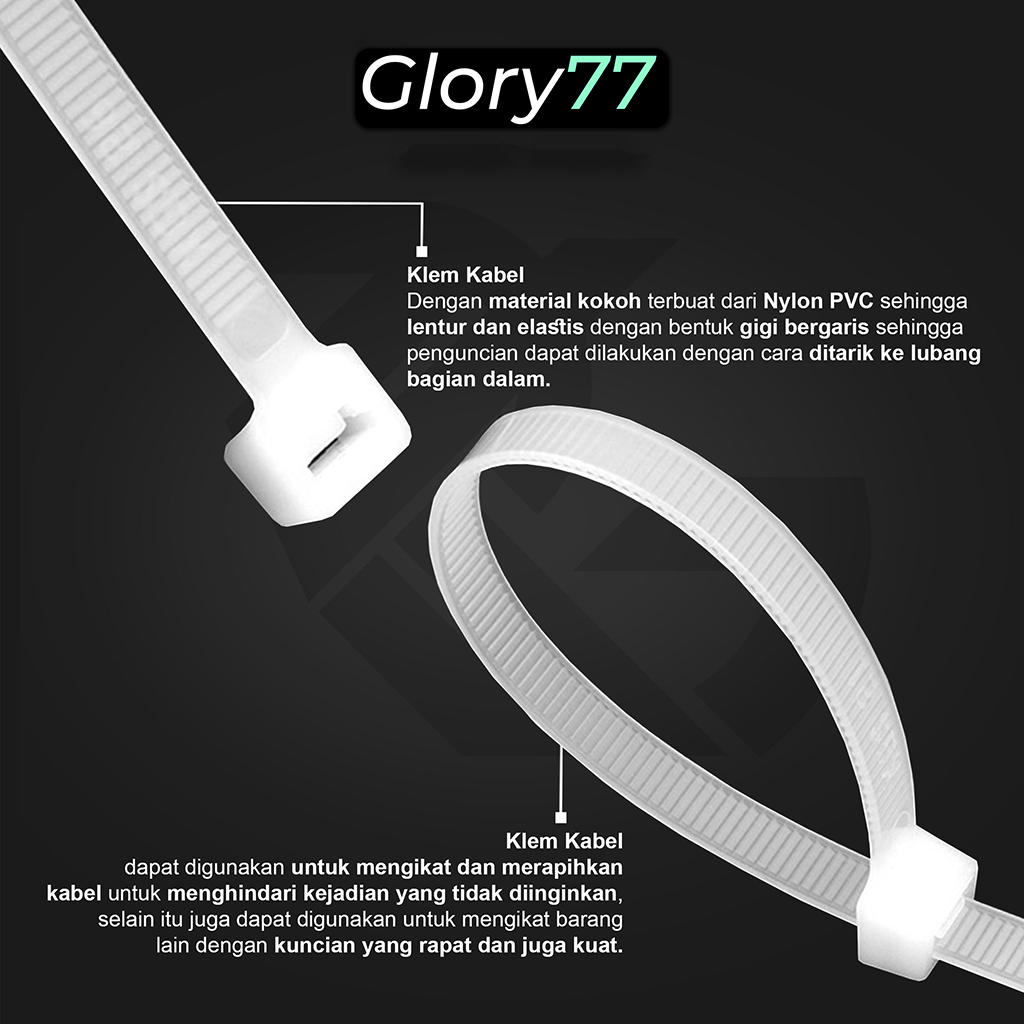 Glory77
Klem Kabel
Dengan material kokoh terbuat dari Nylon PVC sehingga
lentur dan elastis dengan bentuk gigi bergaris sehingga
penguncian dapat dilakukan dengan cara ditarik ke lubang
bagian dalam.
Klem Kabel
dapat digunakan untuk mengikat dan merapihkan
kabel untuk menghindari kejadian yang tidak diinginkan,
selain itu juga dapat digunakan untuk mengikat barang
lain dengan kuncian yang rapat dan juga kuat.